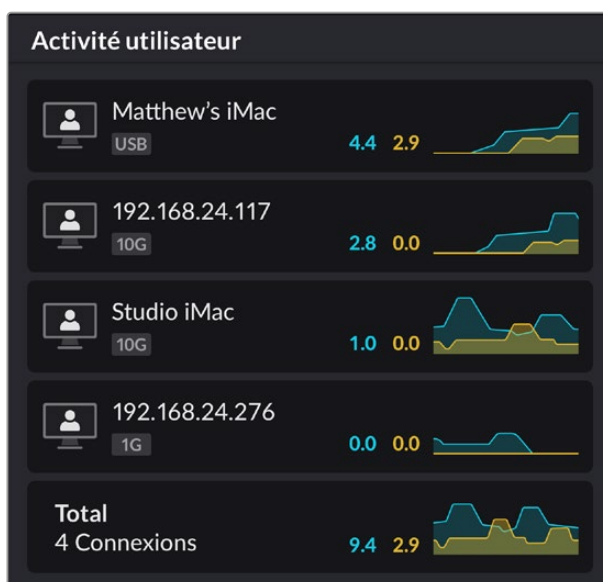 Activité utilisateur
Matthew’s iMac
USB
4.4 2.9
192.168.24.117
10G
2.8 0.0
Studio iMac
10G
1.0 0.0
192.168.24.276
1G
0.0 0.0
Total
4 Connexions
9.4 2.9